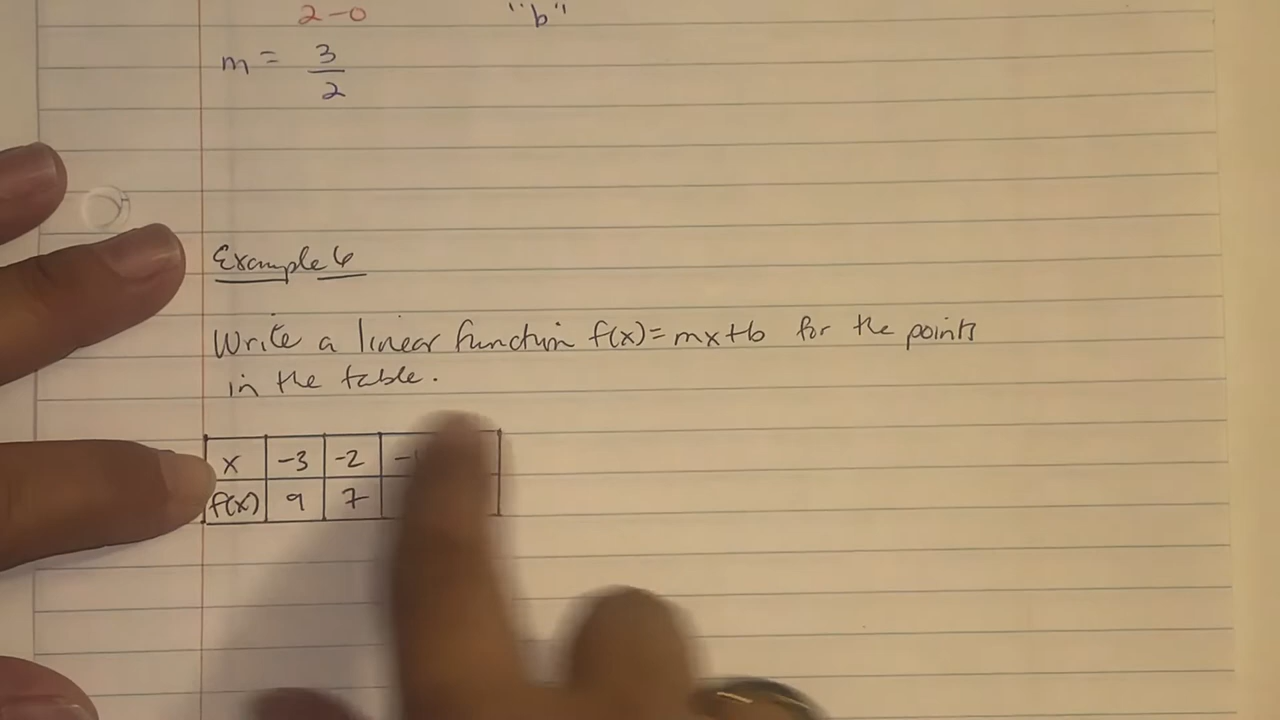 2-0
"b"
m = 3/2
Example 6
Write a linear function f(x)=mx+b for the points
in the table.
x -3 -2
f(x) 9 7